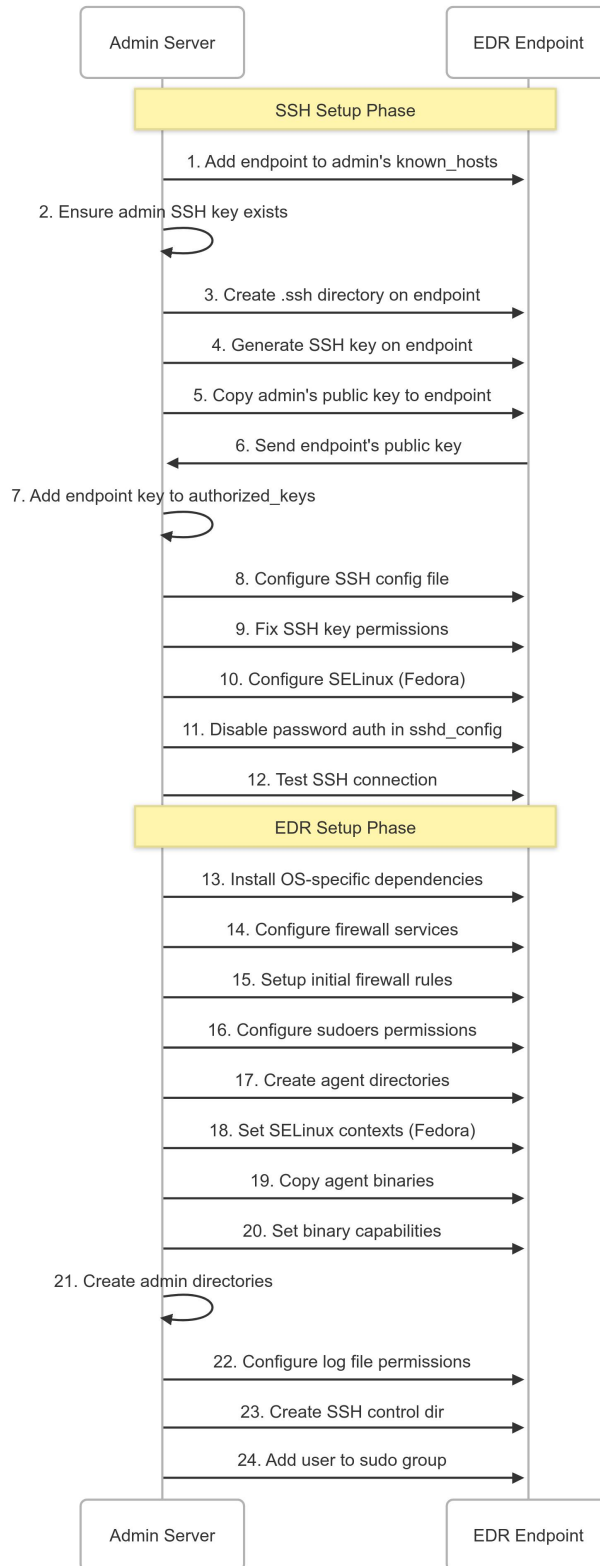 Admin Server
EDR Endpoint
SSH Setup Phase
1. Add endpoint to admin's known_hosts
2. Ensure admin SSH key exists
3. Create .ssh directory on endpoint
4. Generate SSH key on endpoint
5. Copy admin's public key to endpoint
6. Send endpoint's public key
7. Add endpoint key to authorized_keys
8. Configure SSH config file
9. Fix SSH key permissions
10. Configure SELinux (Fedora)
11. Disable password auth in sshd_config
12. Test SSH connection
EDR Setup Phase
13. Install OS-specific dependencies
14. Configure firewall services
15. Setup initial firewall rules
16. Configure sudoers permissions
17. Create agent directories
18. Set SELinux contexts (Fedora)
19. Copy agent binaries
20. Set binary capabilities
21. Create admin directories
22. Configure log file permissions
23. Create SSH control dir
24. Add user to sudo group
Admin Server
EDR Endpoint